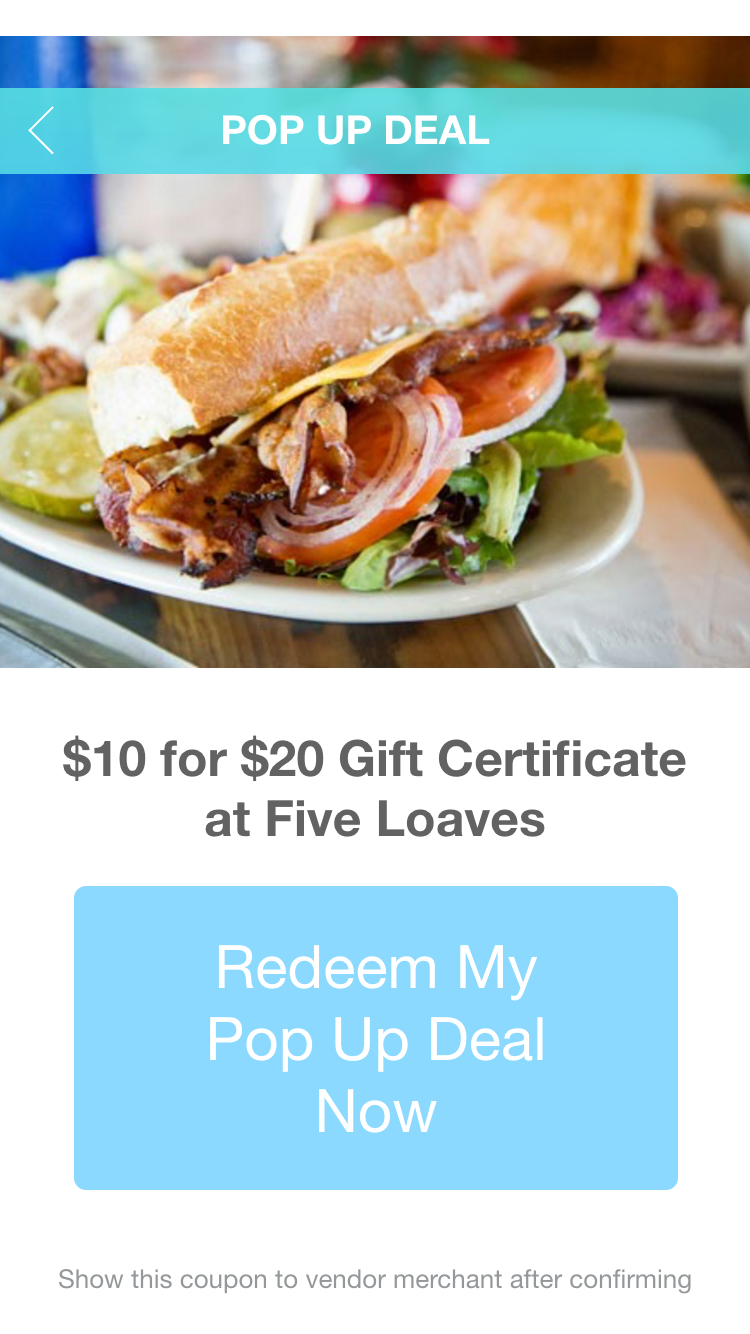 POP UP DEAL
$10 for $20 Gift Certificate
at Five Loaves
Redeem My
Pop Up Deal
Now
Show this coupon to vendor merchant after confirming